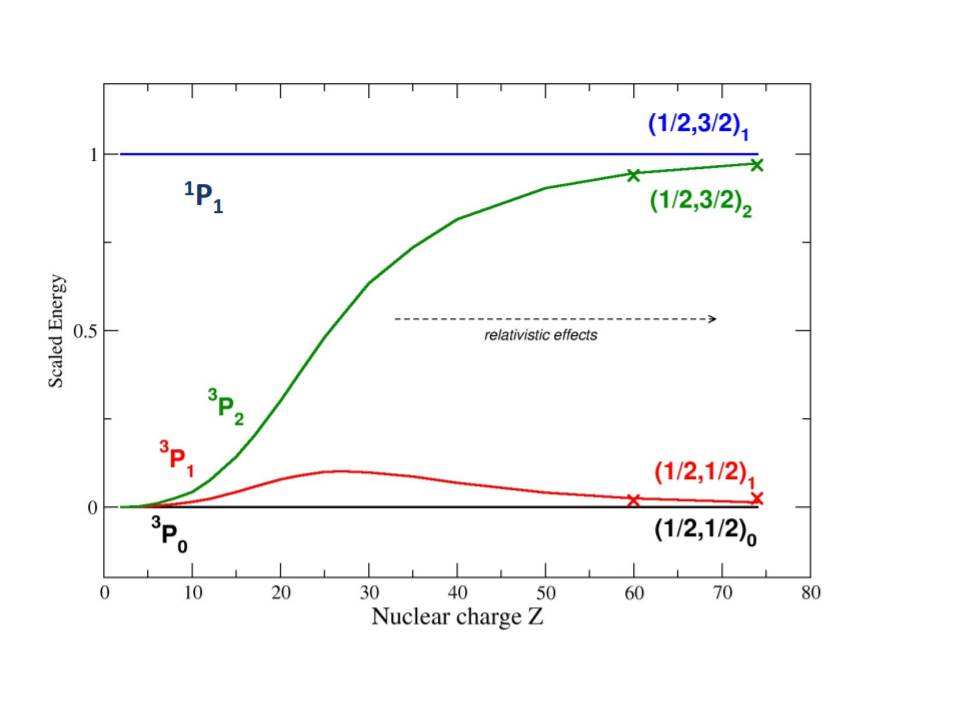 (1/2,3/2)₁
1
¹P₁
(1/2,3/2)₂
Scaled Energy
0.5
relativistic effects
³P₂
³P₁
(1/2,1/2)₁
0
³P₀
(1/2,1/2)₀
0 10 20 30 40 50 60 70 80
Nuclear charge Z